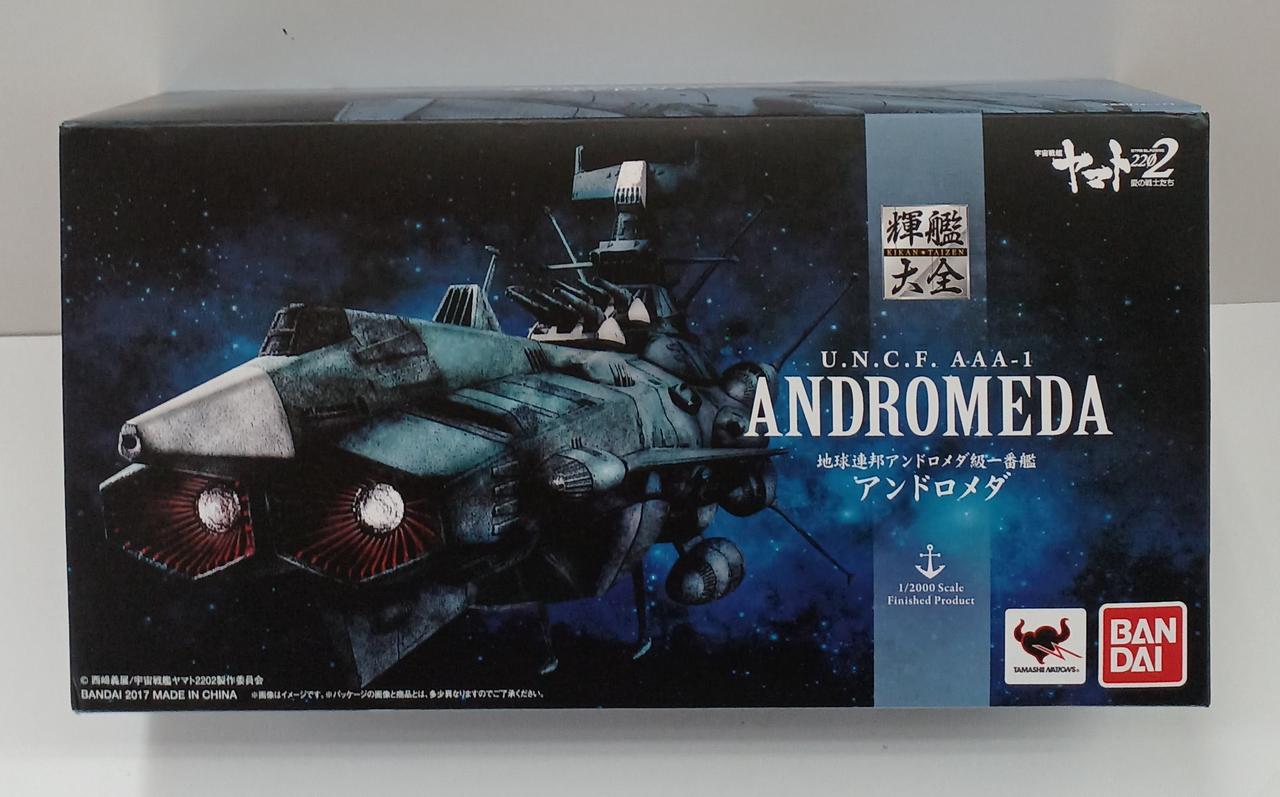 宇宙戦艦
ヤマト
2202
愛の戦士たち
輝艦
KIKAN★TAIZEN
大全
U.N.C.F. AAA-1
ANDROMEDA
地球連邦アンドロメダ級一番艦
アンドロメダ
1/2000 Scale
Finished Product
TAMASHII NATIONS
BAN
DAI
© 西﨑義展/宇宙戦艦ヤマト2202製作委員会
BANDAI 2017 MADE IN CHINA ※画像はイメージです。※パッケージの画像と商品とは、多少異なりますのでご了承ください。